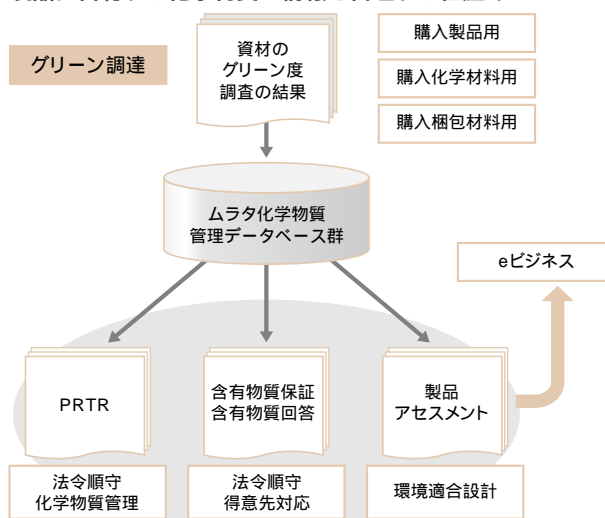 グリーン調達
資材の
グリーン度
調査の結果
購入製品用
購入化学材料用
購入梱包材料用
ムラタ化学物質
管理データベース群
eビジネス
PRTR
含有物質保証
含有物質回答
製品
アセスメント
法令順守
化学物質管理
法令順守
得意先対応
環境適合設計